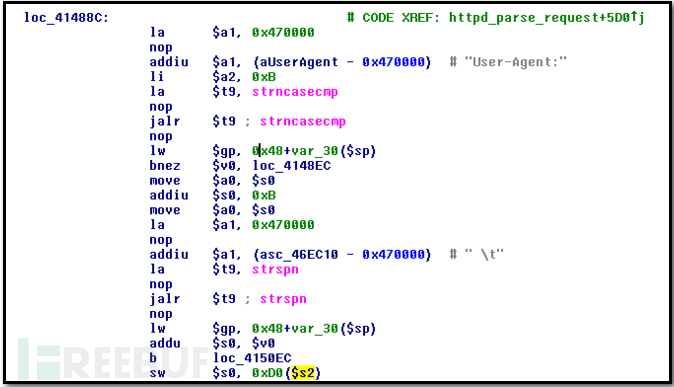 loc_41488C: # CODE XREF: httpd_parse_request+5D0↑j
la $a1, 0x470000
nop
addiu $a1, (aUserAgent - 0x470000) # "User-Agent:"
li $a2, 0xB
la $t9, strncasecmp
nop
jalr $t9 ; strncasecmp
nop
lw $gp, 0x48+var_30($sp)
bnez $v0, loc_4148EC
move $a0, $s0
addiu $s0, 0xB
move $a0, $s0
la $a1, 0x470000
nop
addiu $a1, (asc_46EC10 - 0x470000) # " \t"
la $t9, strspn
nop
jalr $t9 ; strspn
nop
lw $gp, 0x48+var_30($sp)
addu $s0, $v0
b loc_4150EC
sw $s0, 0xD0($s2)
FREEBUF